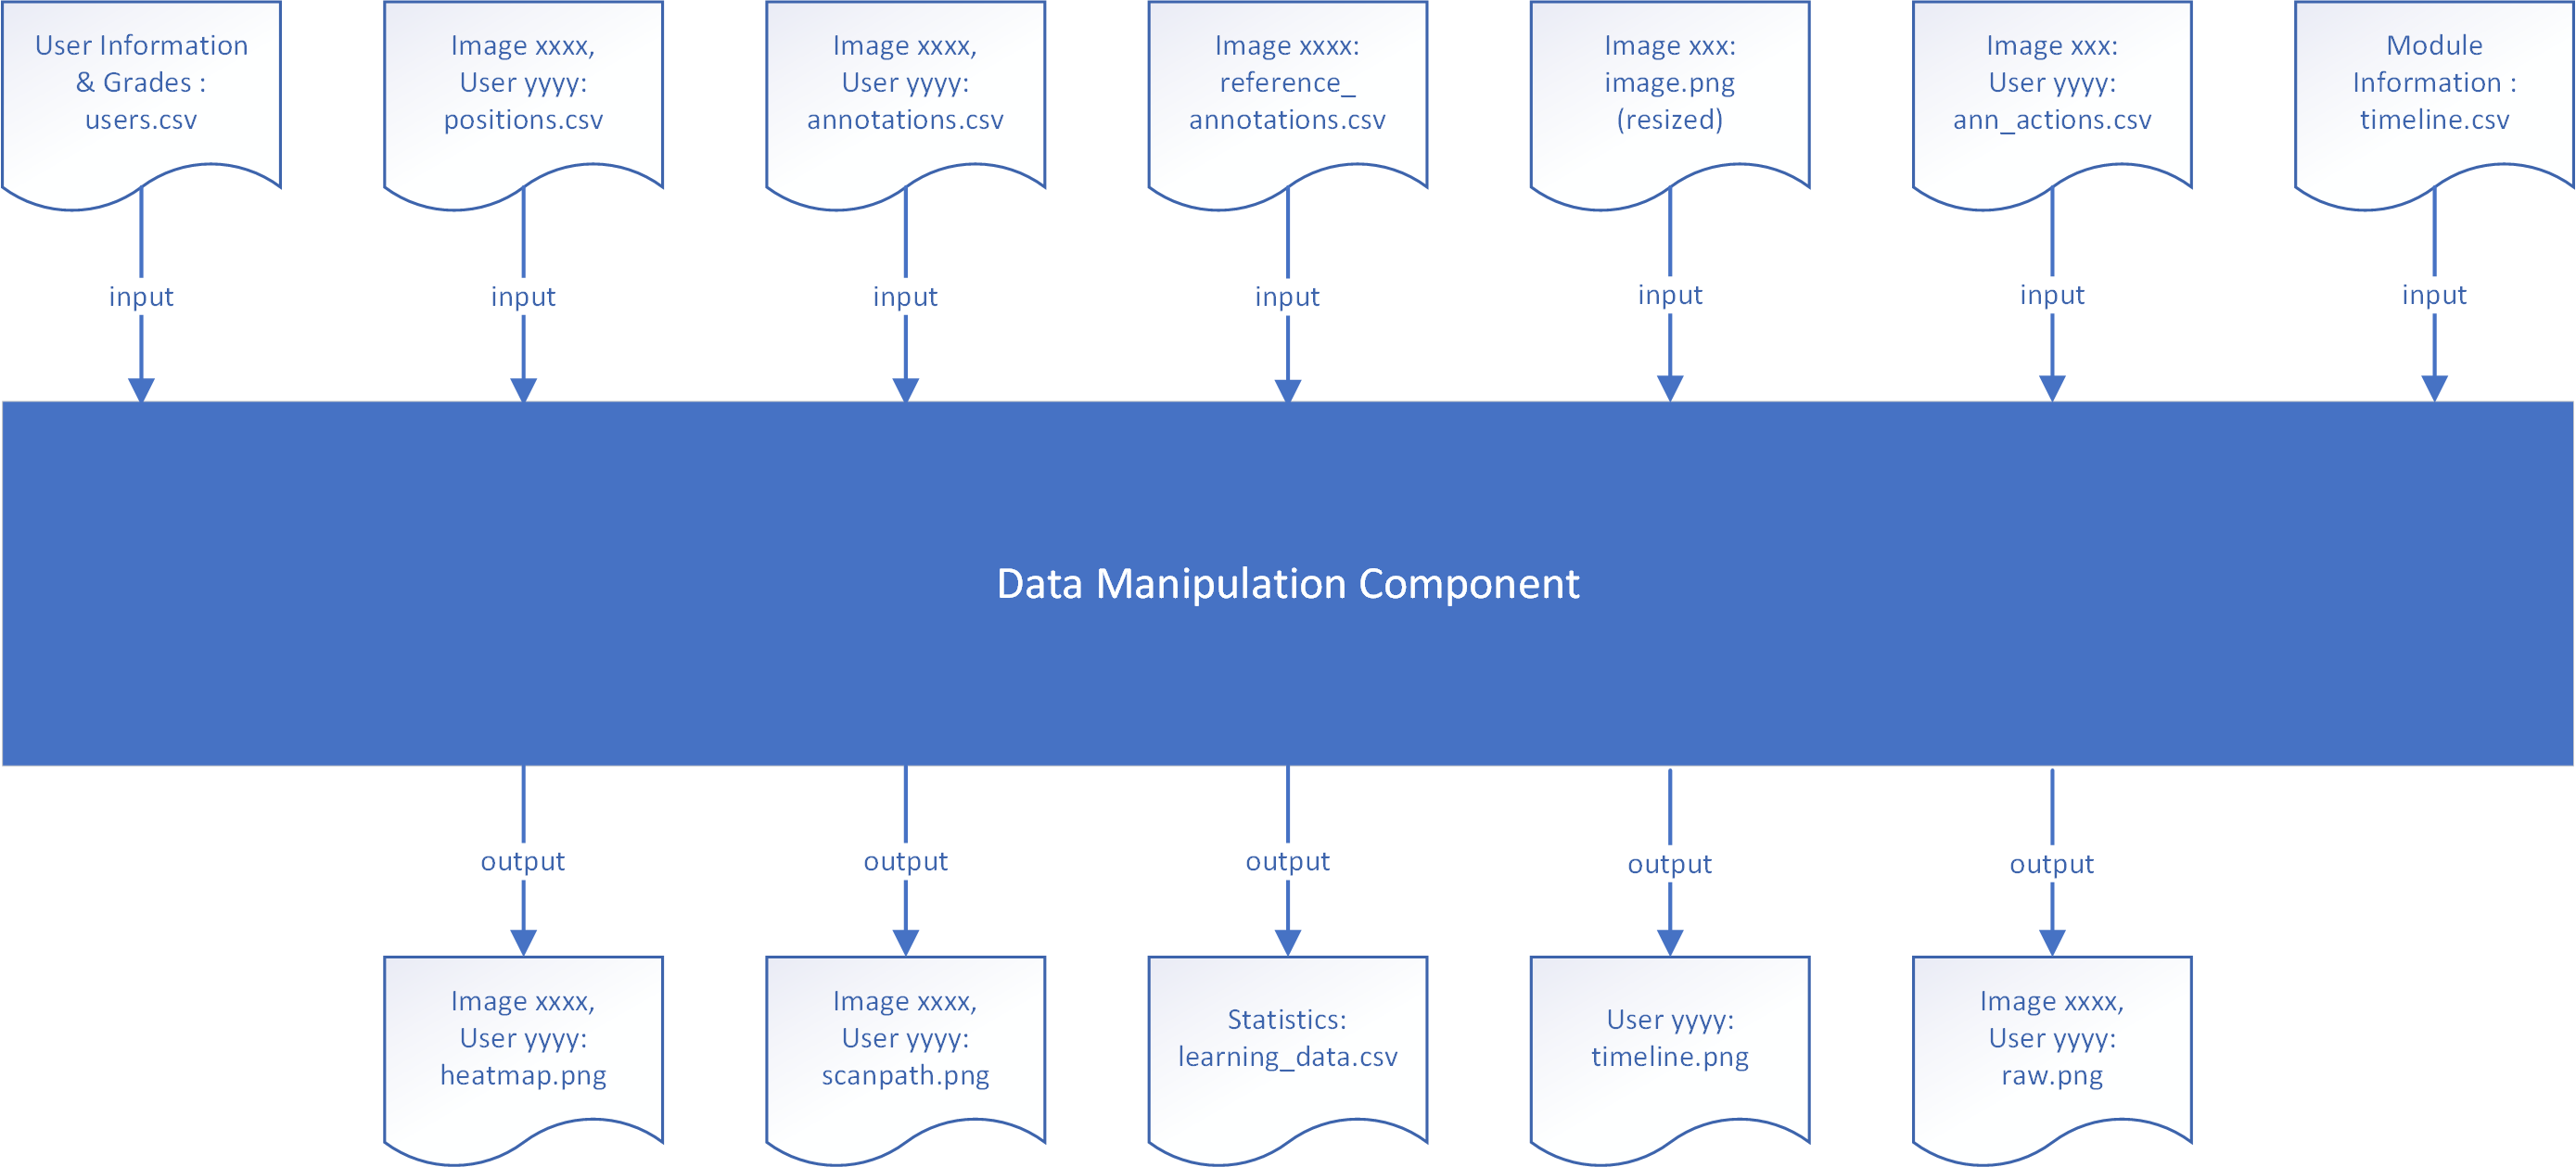 User Information
& Grades :
users.csv
Image xxxx,
User yyyy:
positions.csv
Image xxxx,
User yyyy:
annotations.csv
Image xxxx:
reference_
annotations.csv
Image xxx:
image.png
(resized)
Image xxx:
User yyyy:
ann_actions.csv
Module
Information :
timeline.csv
input
input
input
input
input
input
input
Data Manipulation Component
output
output
output
output
output
Image xxxx,
User yyyy:
heatmap.png
Image xxxx,
User yyyy:
scanpath.png
Statistics:
learning_data.csv
User yyyy:
timeline.png
Image xxxx,
User yyyy:
raw.png